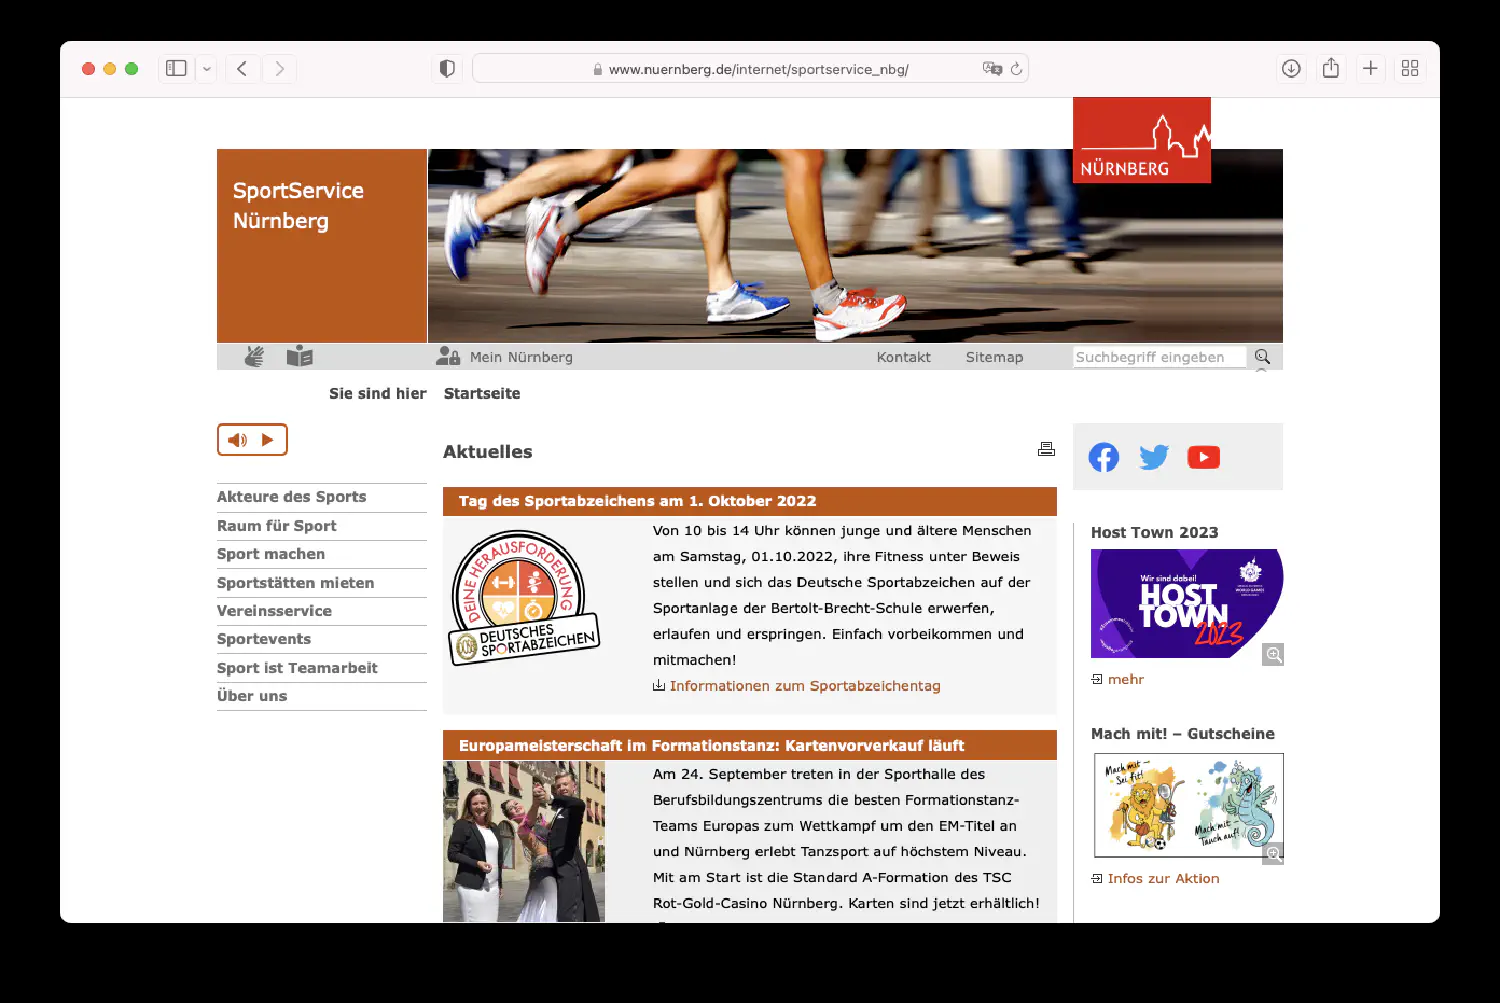 www.nuernberg.de/internet/sportservice_nbg/
NÜRNBERG
SportService
Nürnberg
Mein Nürnberg
Kontakt
Sitemap
Suchbegriff eingeben
Sie sind hier
Startseite
Akteure des Sports
Raum für Sport
Sport machen
Sportstätten mieten
Vereinsservice
Sportevents
Sport ist Teamarbeit
Über uns
Aktuelles
Tag des Sportabzeichens am 1. Oktober 2022
DEINE HERAUSFORDERUNG
DEUTSCHES
SPORTABZEICHEN
Von 10 bis 14 Uhr können junge und ältere Menschen
am Samstag, 01.10.2022, ihre Fitness unter Beweis
stellen und sich das Deutsche Sportabzeichen auf der
Sportanlage der Bertolt-Brecht-Schule erwerfen,
erlaufen und erspringen. Einfach vorbeikommen und
mitmachen!
Informationen zum Sportabzeichentag
Europameisterschaft im Formationstanz: Kartenvorverkauf läuft
Am 24. September treten in der Sporthalle des
Berufsbildungszentrums die besten Formationstanz-
Teams Europas zum Wettkampf um den EM-Titel an
und Nürnberg erlebt Tanzsport auf höchstem Niveau.
Mit am Start ist die Standard A-Formation des TSC
Rot-Gold-Casino Nürnberg. Karten sind jetzt erhältlich!
Host Town 2023
Wir sind dabei!
HOST
TOWN
2023
WORLD GAMES
mehr
Mach mit! – Gutscheine
Mach mit –
Sei fit!
Mach mit –
Tauch auf!
Infos zur Aktion